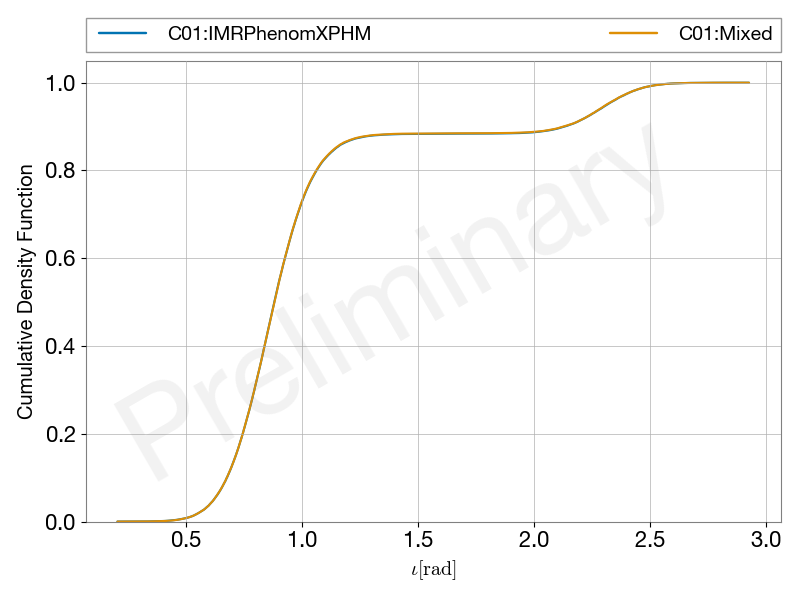 C01:IMRPhenomXPHM C01:Mixed
1.0
0.8
0.6
0.4
0.2
0.0
Cumulative Density Function
Preliminary
0.5 1.0 1.5 2.0 2.5 3.0
ι[rad]